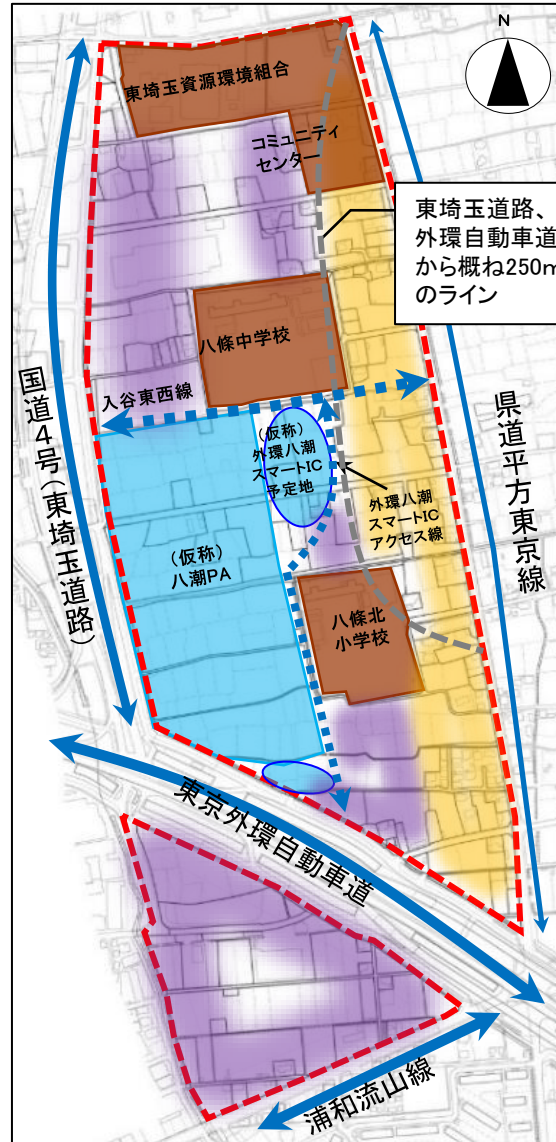 N
東埼玉資源環境組合
コミュニティ
センター
東埼玉道路、
外環自動車道
から概ね250m
のライン
八條中学校
入谷東西線
国道4号(東埼玉道路)
(仮称)
外環八潮
スマートIC
予定地
外環八潮
スマートIC
アクセス線
県道平方東京線
(仮称)
八潮PA
八條北
小学校
東京外環自動車道
浦和流山線